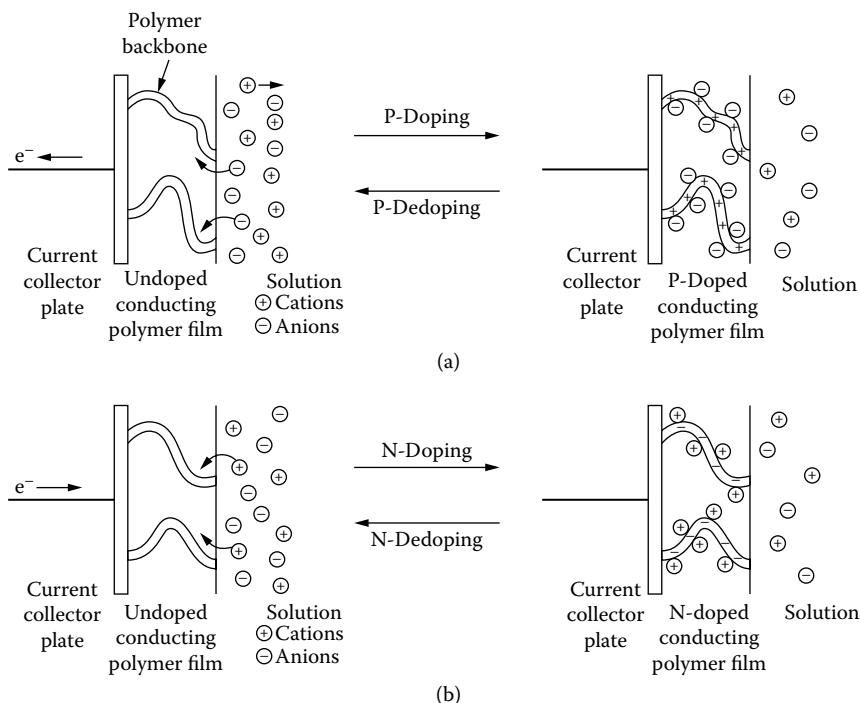 Polymer
backbone
e⁻
P-Doping
P-Dedoping
Current
collector
plate
Undoped
conducting
polymer film
Solution
⊕ Cations
⊖ Anions
Current
collector
plate
P-Doped
conducting
polymer film
Solution
(a)
e⁻
N-Doping
N-Dedoping
Current
collector
plate
Undoped
conducting
polymer film
Solution
⊕ Cations
⊖ Anions
Current
collector
plate
N-doped
conducting
polymer film
Solution
(b)